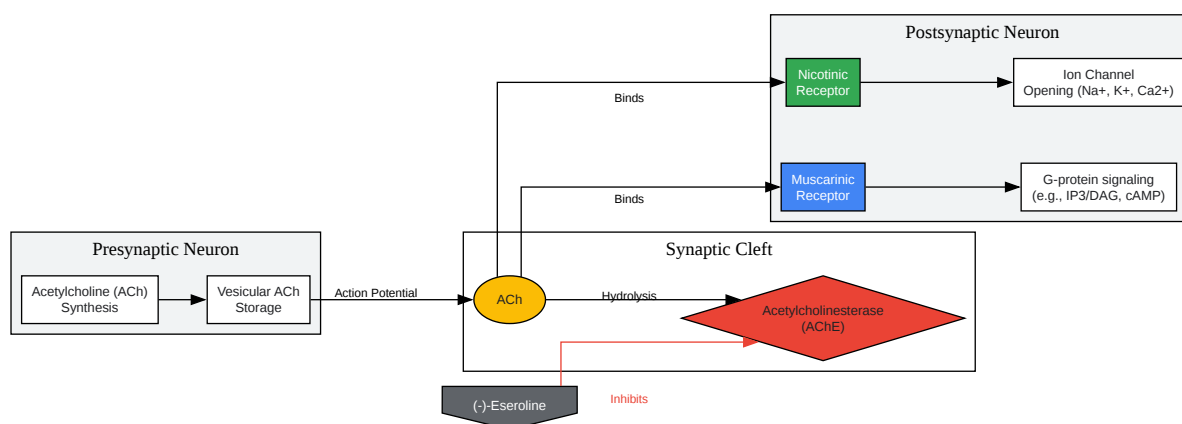 Postsynaptic Neuron
Nicotinic
Receptor
Ion Channel
Opening (Na+, K+, Ca2+)
Binds
Muscarinic
Receptor
G-protein signaling
(e.g., IP3/DAG, cAMP)
Binds
Presynaptic Neuron
Acetylcholine (ACh)
Synthesis
Vesicular ACh
Storage
Action Potential
Synaptic Cleft
ACh
Hydrolysis
Acetylcholinesterase
(AChE)
(-)-Eseroline
Inhibits